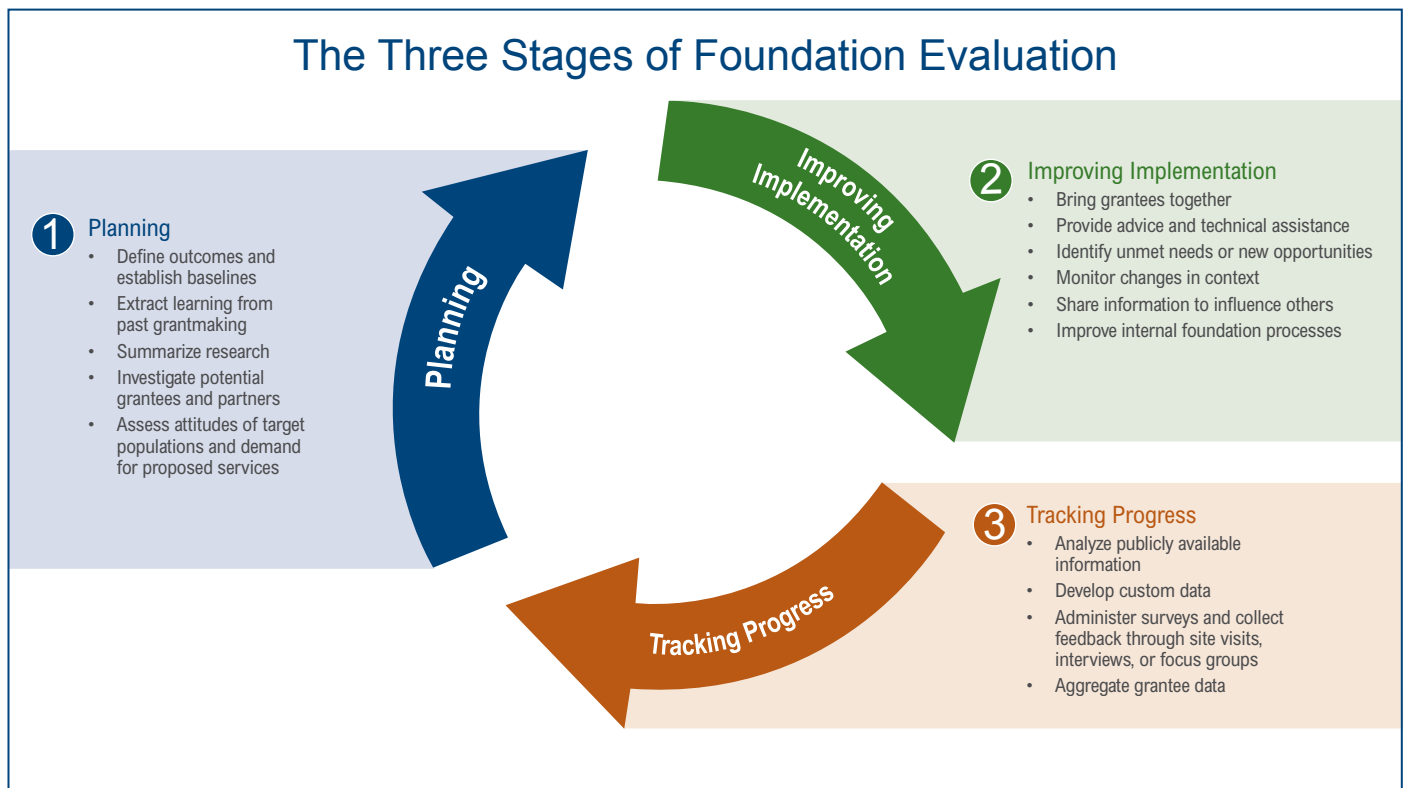 The Three Stages of Foundation Evaluation
1 Planning
• Define outcomes and
establish baselines
• Extract learning from
past grantmaking
• Summarize research
• Investigate potential
grantees and partners
• Assess attitudes of target
populations and demand
for proposed services
Planning
Improving
Implementation
2 Improving Implementation
• Bring grantees together
• Provide advice and technical assistance
• Identify unmet needs or new opportunities
• Monitor changes in context
• Share information to influence others
• Improve internal foundation processes
Tracking Progress
3 Tracking Progress
• Analyze publicly available
information
• Develop custom data
• Administer surveys and collect
feedback through site visits,
interviews, or focus groups
• Aggregate grantee data